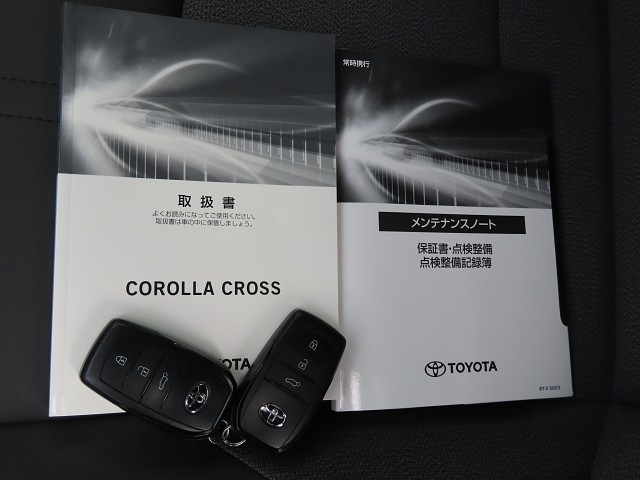 取扱書
よくお読みになってご使用ください。
取扱書は車の中に保管しましょう。
COROLLA CROSS
常時携行
メンテナンスノート
保証書・点検整備
点検整備記録簿
TOYOTA